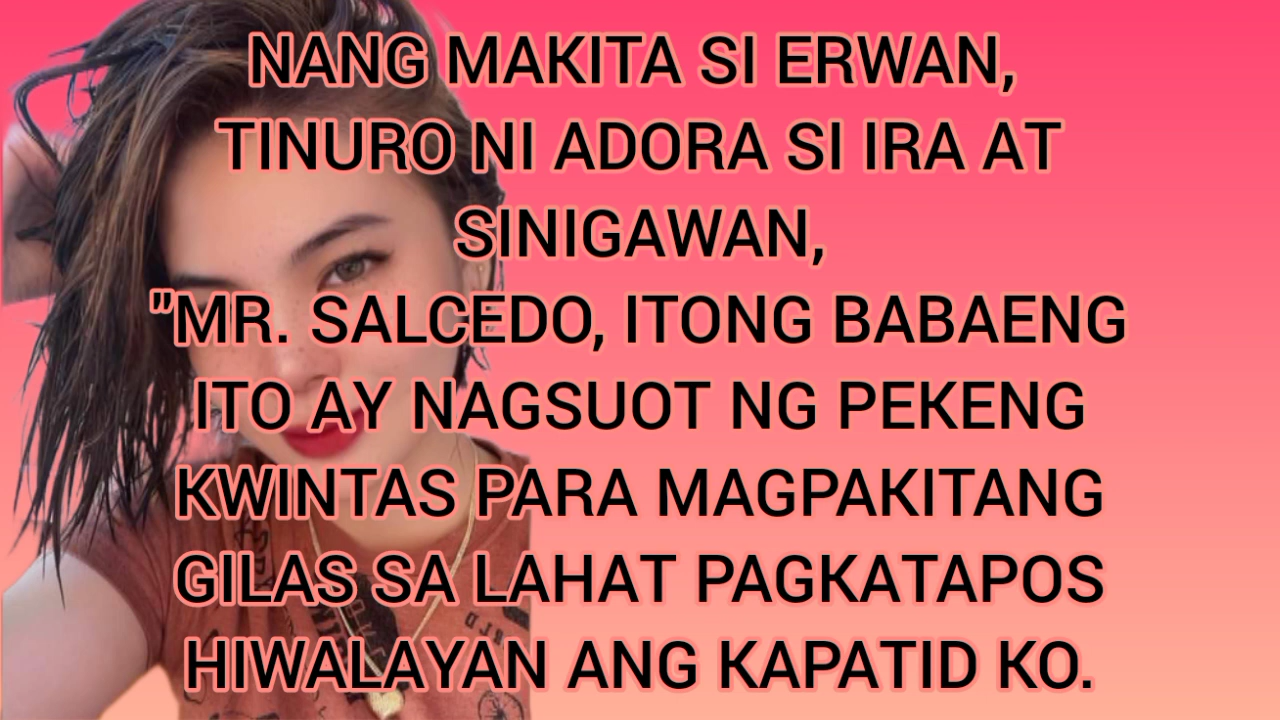 NANG MAKITA SI ERWAN,
TINURO NI ADORA SI IRA AT
SINIGAWAN,
"MR. SALCEDO, ITONG BABAENG
ITO AY NAGSUOT NG PEKENG
KWINTAS PARA MAGPAKITANG
GILAS SA LAHAT PAGKATAPOS
HIWALAYAN ANG KAPATID KO.